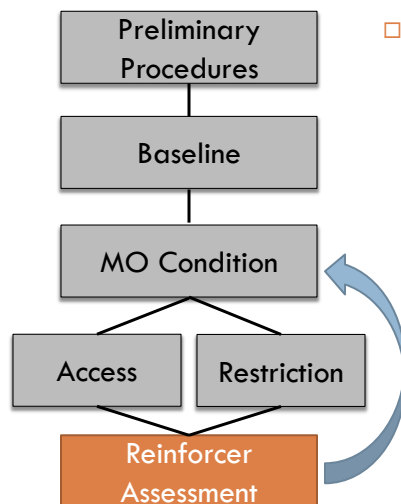 Preliminary
Procedures
Baseline
MO Condition
Access
Restriction
Reinforcer
Assessment